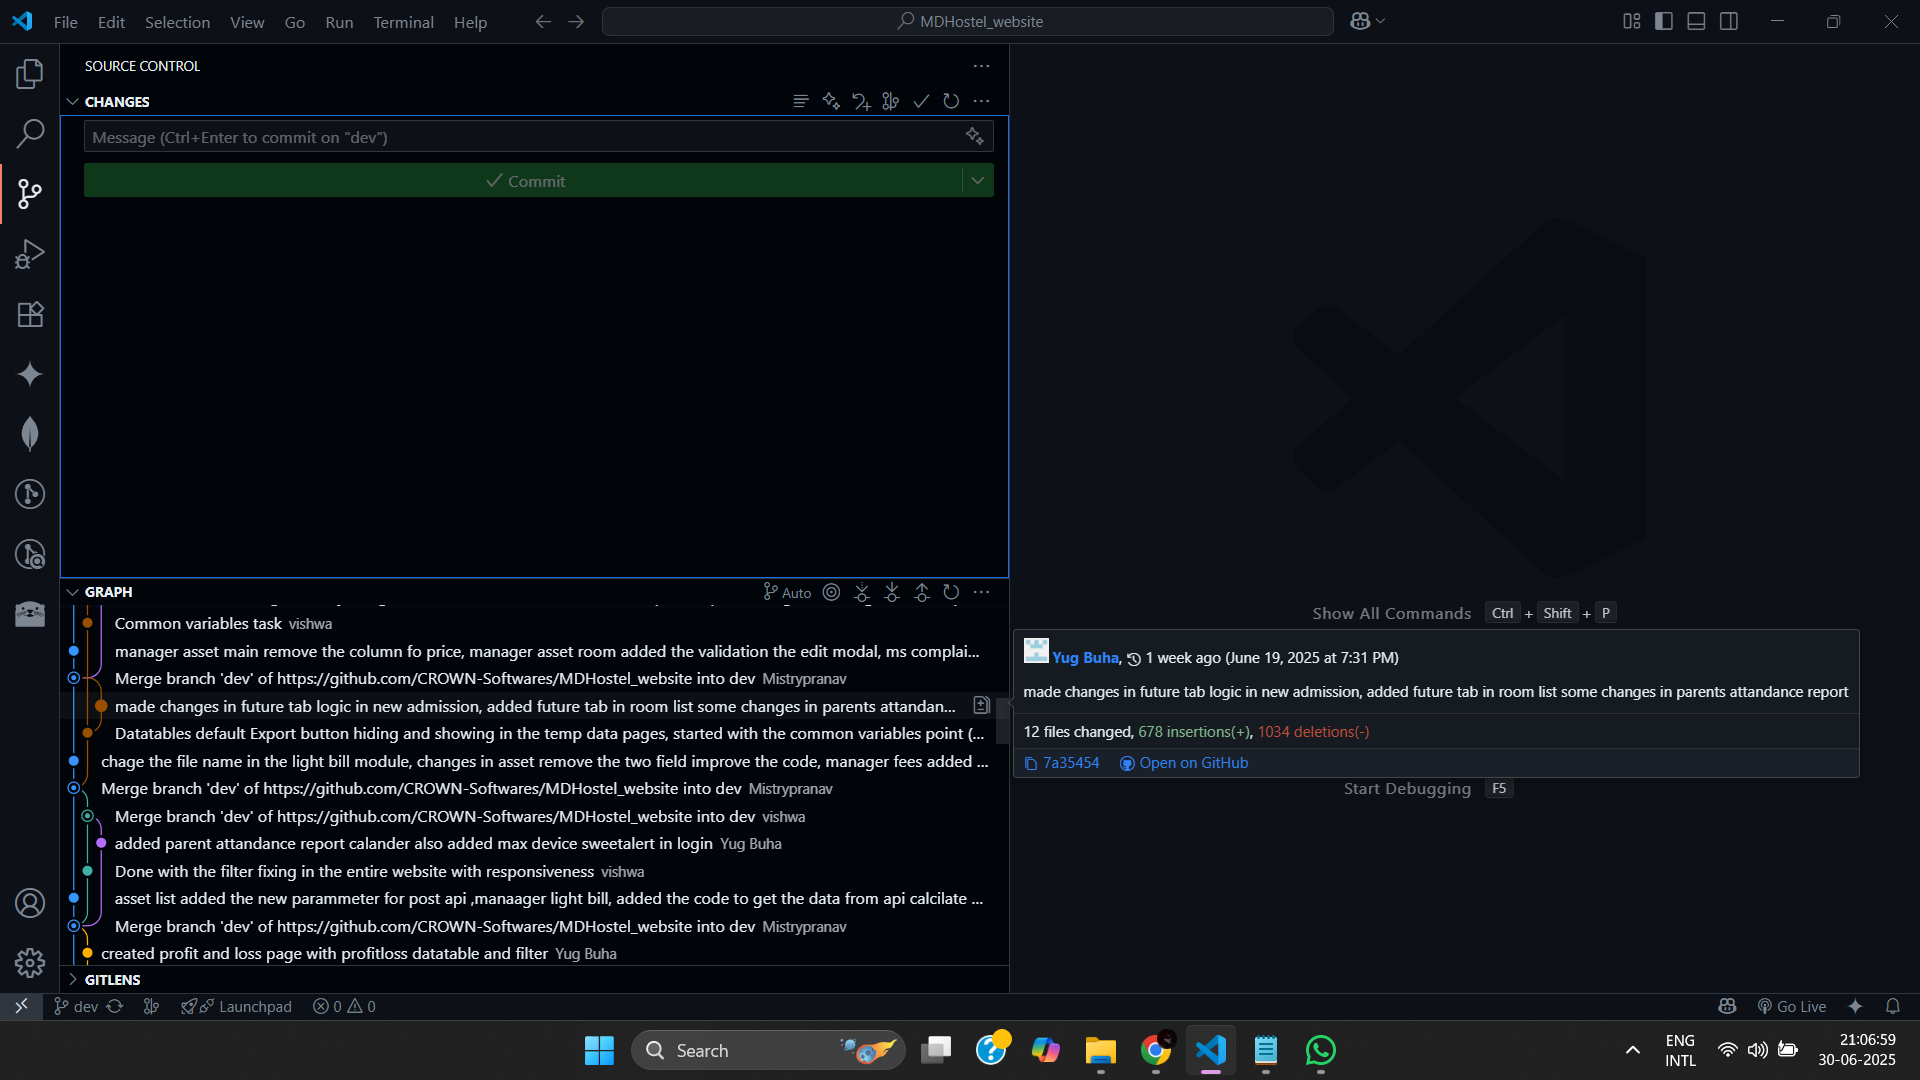 File Edit Selection View Go Run Terminal Help
MDHostel_website
SOURCE CONTROL
CHANGES
Message (Ctrl+Enter to commit on "dev")
Commit
GRAPH
Auto
Common variables task vishwa
manager asset main remove the column fo price, manager asset room added the validation the edit modal, ms complai...
Merge branch 'dev' of https://github.com/CROWN-Softwares/MDHostel_website into dev Mistrypranav
made changes in future tab logic in new admission, added future tab in room list some changes in parents attandan...
Datatables default Export button hiding and showing in the temp data pages, started with the common variables point (...
chage the file name in the light bill module, changes in asset remove the two field improve the code, manager fees added ...
Merge branch 'dev' of https://github.com/CROWN-Softwares/MDHostel_website into dev Mistrypranav
Merge branch 'dev' of https://github.com/CROWN-Softwares/MDHostel_website into dev vishwa
added parent attandance report calander also added max device sweetalert in login Yug Buha
Done with the filter fixing in the entire website with responsiveness vishwa
asset list added the new parammeter for post api ,manaager light bill, added the code to get the data from api calcilate ...
Merge branch 'dev' of https://github.com/CROWN-Softwares/MDHostel_website into dev Mistrypranav
created profit and loss page with profitloss datatable and filter Yug Buha
GITLENS
Show All Commands Ctrl + Shift + P
Yug Buha, 1 week ago (June 19, 2025 at 7:31 PM)
made changes in future tab logic in new admission, added future tab in room list some changes in parents attandance report
12 files changed, 678 insertions(+), 1034 deletions(-)
7a35454 Open on GitHub
Start Debugging F5
dev Launchpad 0 0 Go Live
Search
ENG
INTL
21:06:59
30-06-2025